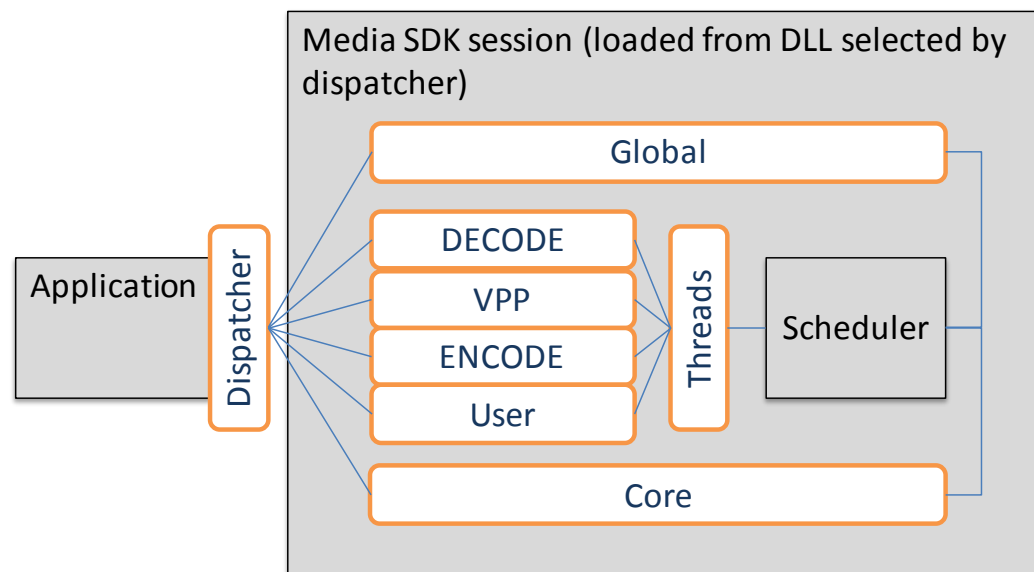 Media SDK session (loaded from DLL selected by
dispatcher)
Global
Application
Dispatcher
DECODE
VPP
ENCODE
User
Threads
Scheduler
Core